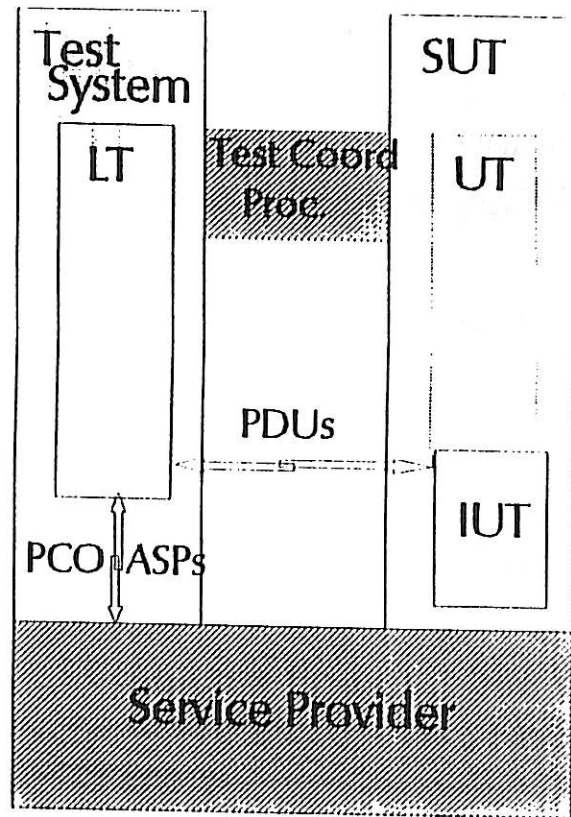 Test
System
SUT
LT
Test Coord
Proc.
UT
PDUs
IUT
PCO
ASPs
Service Provider